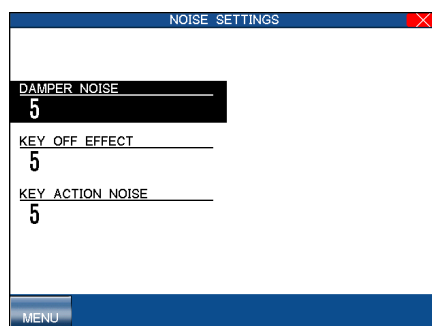 NOISE SETTINGS
DAMPER NOISE
5
KEY OFF EFFECT
5
KEY ACTION NOISE
5
MENU